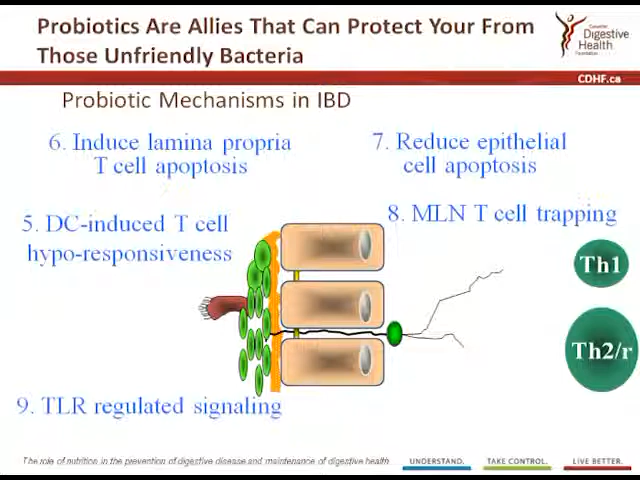 Probiotics Are Allies That Can Protect Your From
Those Unfriendly Bacteria
Canadian
Digestive
Health
Foundation
CDHF.ca
Probiotic Mechanisms in IBD
6. Induce lamina propria
T cell apoptosis
7. Reduce epithelial
cell apoptosis
5. DC-induced T cell
hypo-responsiveness
8. MLN T cell trapping
Th1
Th2/r
9. TLR regulated signaling
The role of nutrition in the prevention of digestive disease and maintenance of digestive health
UNDERSTAND.
TAKE CONTROL.
LIVE BETTER.